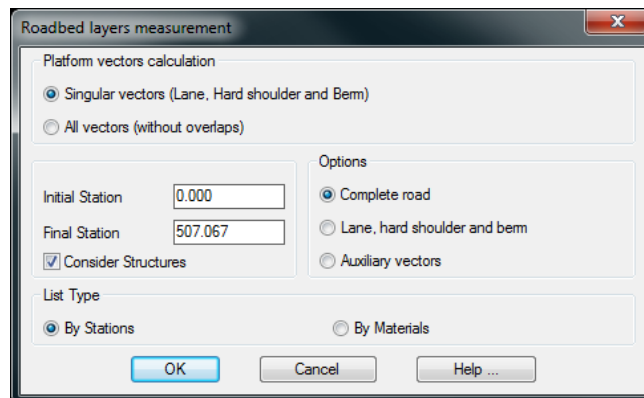 Roadbed layers measurement
Platform vectors calculation
Singular vectors (Lane, Hard shoulder and Berm)
All vectors (without overlaps)
Initial Station 0.000
Final Station 507.067
Consider Structures
Options
Complete road
Lane, hard shoulder and berm
Auxiliary vectors
List Type
By Stations By Materials
OK Cancel Help ...